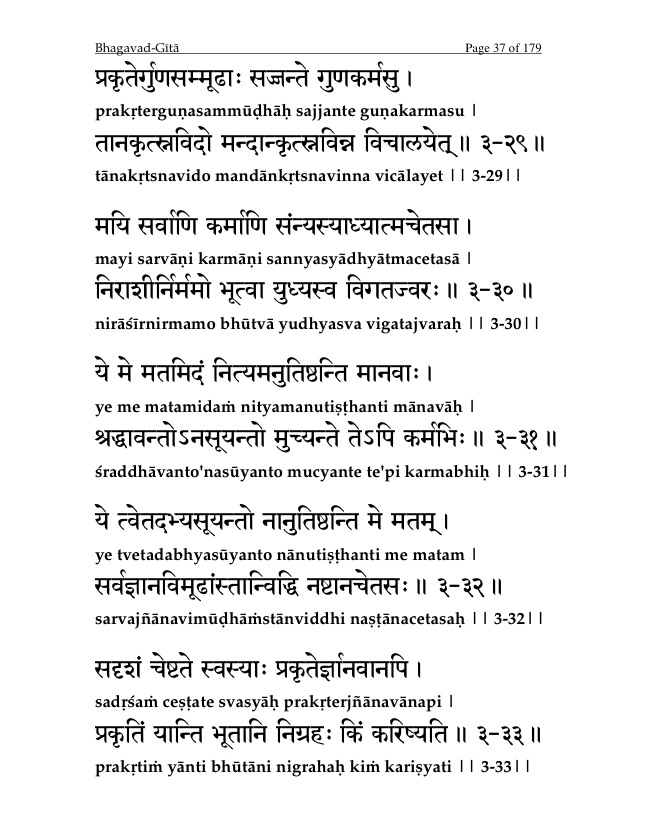 Bhagavad-Gītā Page 37 of 179
प्रकृतेर्गुणसम्मूढाः सज्जन्ते गुणकर्मसु ।
prakṛterguṇasammūḍhāḥ sajjante guṇakarmasu |
तानकृत्स्नविदो मन्दान्कृत्स्नविन्न विचालयेत् ॥ ३-२९॥
tānakṛtsnavido mandānkṛtsnavinna vicālayet || 3-29||
मयि सर्वाणि कर्माणि संन्यस्याध्यात्मचेतसा ।
mayi sarvāṇi karmāṇi sannyasyādhyātmacetasā |
निराशीर्निर्ममो भूत्वा युध्यस्व विगतज्वरः ॥ ३-३०॥
nirāśīrnirmamo bhūtvā yudhyasva vigatajvaraḥ || 3-30||
ये मे मतमिदं नित्यमनुतिष्ठन्ति मानवाः ।
ye me matamidaṁ nityamanutiṣṭhanti mānavāḥ |
श्रद्धावन्तोऽनसूयन्तो मुच्यन्ते तेऽपि कर्मभिः ॥ ३-३१॥
śraddhāvanto'nasūyanto mucyante te'pi karmabhiḥ || 3-31||
ये त्वेतदभ्यसूयन्तो नानुतिष्ठन्ति मे मतम् ।
ye tvetadabhyasūyanto nānutiṣṭhanti me matam |
सर्वज्ञानविमूढांस्तान्विद्धि नष्टानचेतसः ॥ ३-३२॥
sarvajñānavimūḍhāṁstānviddhi naṣṭānacetasaḥ || 3-32||
सदृशं चेष्टते स्वस्याः प्रकृतेर्ज्ञानवानपि ।
sadṛśaṁ ceṣṭate svasyāḥ prakṛterjñānavānapi |
प्रकृतिं यान्ति भूतानि निग्रहः किं करिष्यति ॥ ३-३३॥
prakṛtiṁ yānti bhūtāni nigrahaḥ kiṁ kariṣyati || 3-33||